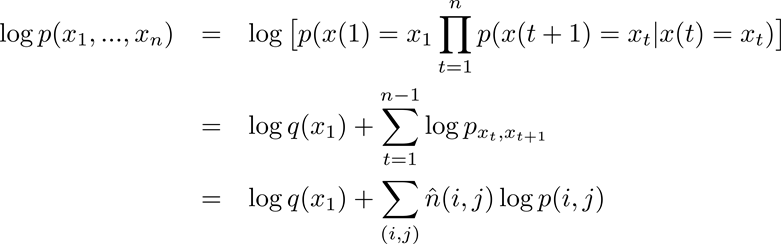 log p(x_1, ..., x_n) = log [p(x(1) = x_1 ∏_{t=1}^{n} p(x(t + 1) = x_t|x(t) = x_t)]
= log q(x_1) + ∑_{t=1}^{n−1} log p_{x_t,x_{t+1}}
= log q(x_1) + ∑_{(i,j)} n̂(i, j) log p(i, j)